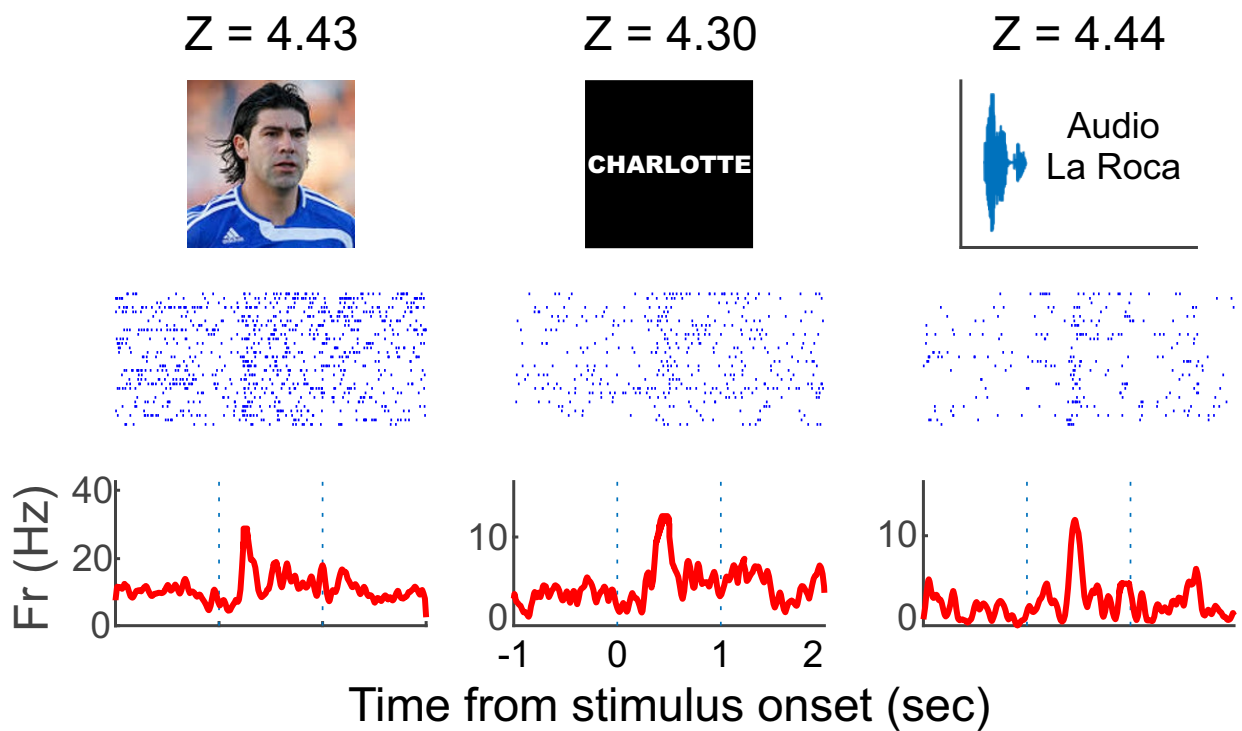 Z = 4.43
Z = 4.30
Z = 4.44
CHARLOTTE
Audio
La Roca
adidas
Fr (Hz)
40
20
0
10
0
10
0
-1 0 1 2
Time from stimulus onset (sec)